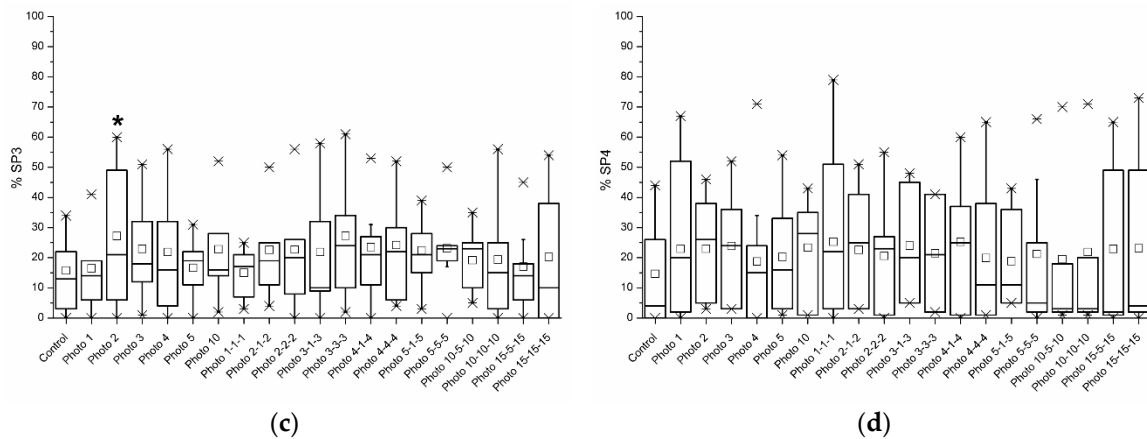 100
90
80
70
60
50
40
30
20
10
0
% SP3
*
Control
Photo 1
Photo 2
Photo 3
Photo 4
Photo 5
Photo 10
Photo 1-1-1
Photo 2-1-2
Photo 2-2-2
Photo 3-1-3
Photo 3-3-3
Photo 4-1-4
Photo 4-4-4
Photo 5-1-5
Photo 5-5-5
Photo 10-5-10
Photo 10-10-10
Photo 15-5-15
Photo 15-15-15
(c)
100
90
80
70
60
50
40
30
20
10
0
% SP4
Control
Photo 1
Photo 2
Photo 3
Photo 4
Photo 5
Photo 10
Photo 1-1-1
Photo 2-1-2
Photo 2-2-2
Photo 3-1-3
Photo 3-3-3
Photo 4-1-4
Photo 4-4-4
Photo 5-1-5
Photo 5-5-5
Photo 10-5-10
Photo 10-10-10
Photo 15-5-15
Photo 15-15-15
(d)